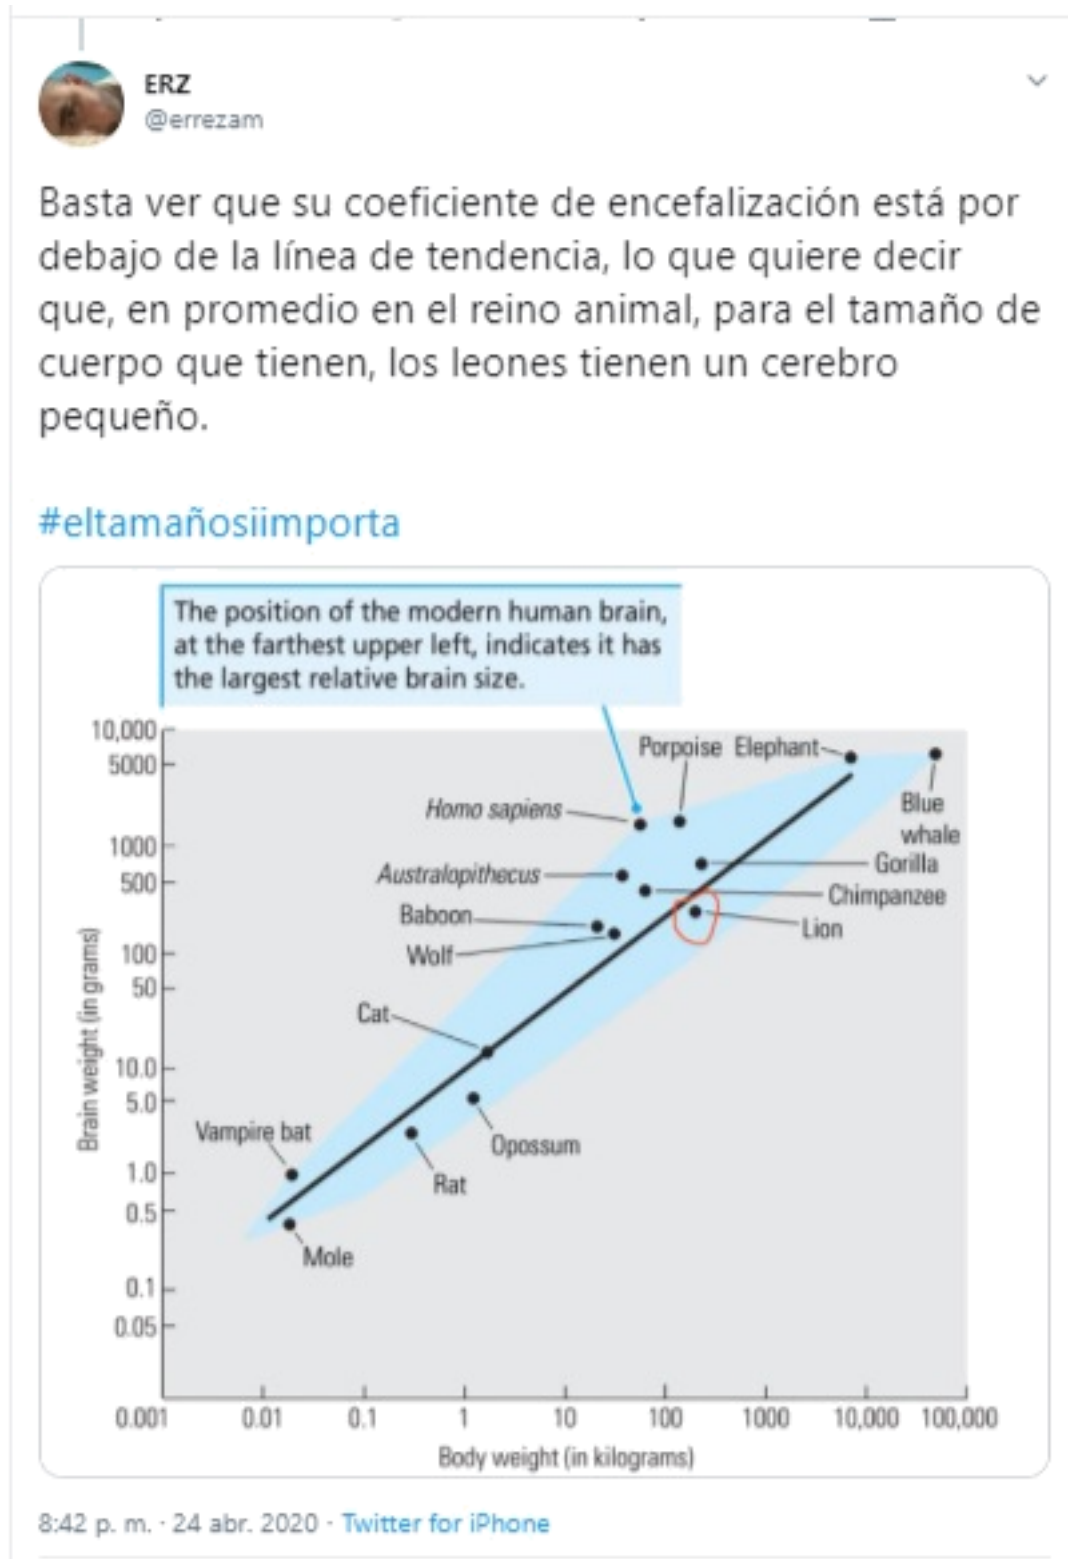 ERZ
@errezam
Basta ver que su coeficiente de encefalización está por
debajo de la línea de tendencia, lo que quiere decir
que, en promedio en el reino animal, para el tamaño de
cuerpo que tienen, los leones tienen un cerebro
pequeño.
#eltamañosiimporta
The position of the modern human brain,
at the farthest upper left, indicates it has
the largest relative brain size.
10,000
5000
1000
500
100
50
10.0
5.0
1.0
0.5
0.1
0.05
Brain weight (in grams)
Porpoise
Elephant
Homo sapiens
Blue
whale
Gorilla
Australopithecus
Chimpanzee
Baboon
Lion
Wolf
Cat
Vampire bat
Opossum
Rat
Mole
0.001
0.01
0.1
1
10
100
1000
10,000
100,000
Body weight (in kilograms)
8:42 p. m. · 24 abr. 2020 · Twitter for iPhone